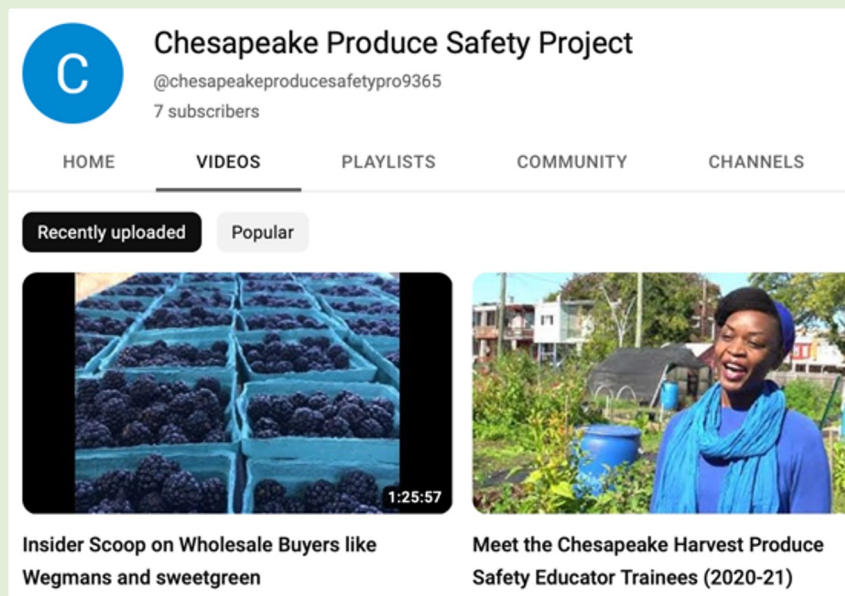 C
Chesapeake Produce Safety Project
@chesapeakeproducesafetypro9365
7 subscribers
HOME VIDEOS PLAYLISTS COMMUNITY CHANNELS
Recently uploaded Popular
1:25:57
Insider Scoop on Wholesale Buyers like
Wegmans and sweetgreen
Meet the Chesapeake Harvest Produce
Safety Educator Trainees (2020-21)